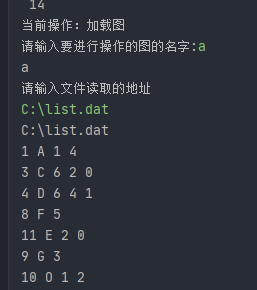 14
当前操作: 加载图
请输入要进行操作的图的名字:a
a
请输入文件读取的地址
C:\list.dat
C:\list.dat
1 A 1 4
3 C 6 2 0
4 D 6 4 1
8 F 5
11 E 2 0
9 G 3
10 O 1 2